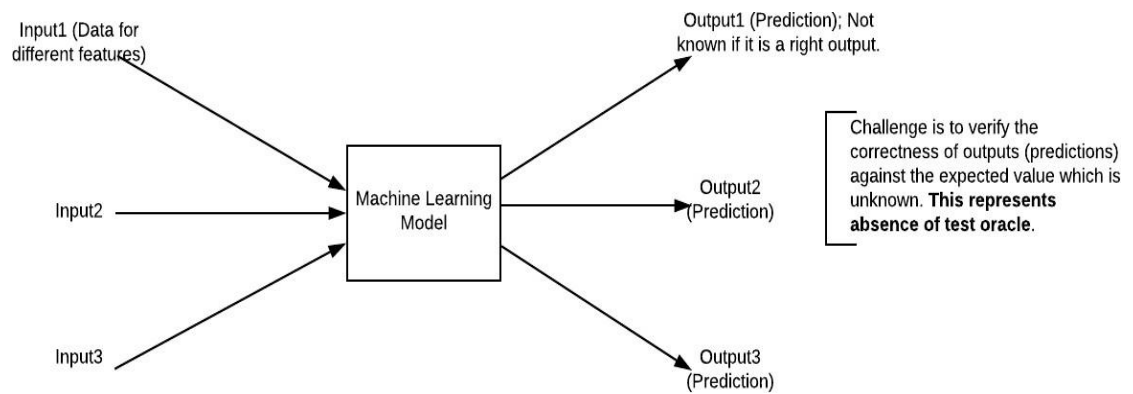 Input1 (Data for
different features)
Output1 (Prediction); Not
known if it is a right output.
Challenge is to verify the
correctness of outputs (predictions)
against the expected value which is
unknown. This represents
absence of test oracle.
Machine Learning
Model
Input2
Output2
(Prediction)
Input3
Output3
(Prediction)